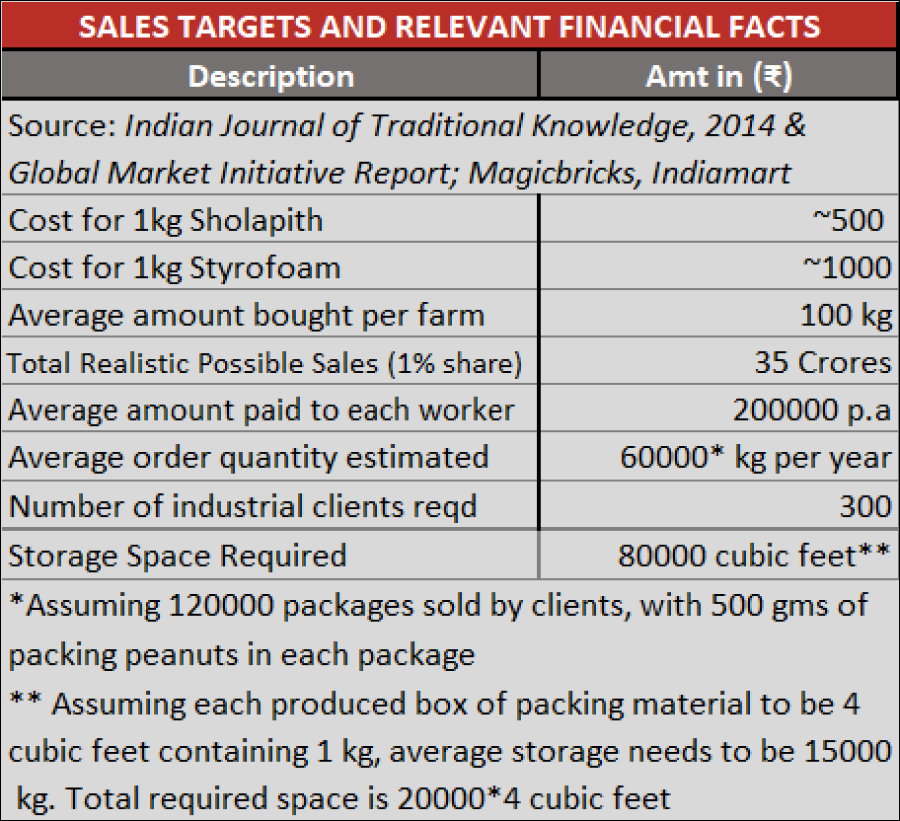 SALES TARGETS AND RELEVANT FINANCIAL FACTS
Description Amt in (₹)
Source: Indian Journal of Traditional Knowledge, 2014 &
Global Market Initiative Report; Magicbricks, Indiamart
Cost for 1kg Sholapith ~500
Cost for 1kg Styrofoam ~1000
Average amount bought per farm 100 kg
Total Realistic Possible Sales (1% share) 35 Crores
Average amount paid to each worker 200000 p.a
Average order quantity estimated 60000* kg per year
Number of industrial clients reqd 300
Storage Space Required 80000 cubic feet**
*Assuming 120000 packages sold by clients, with 500 gms of
packing peanuts in each package
** Assuming each produced box of packing material to be 4
cubic feet containing 1 kg, average storage needs to be 15000
kg. Total required space is 20000*4 cubic feet